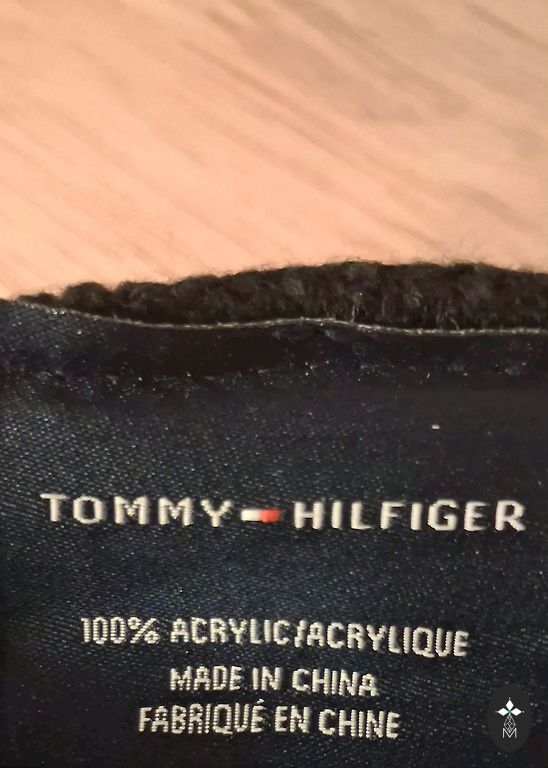 TOMMY HILFIGER
100% ACRYLIC/ACRYLIQUE
MADE IN CHINA
FABRIQUÉ EN CHINE
M